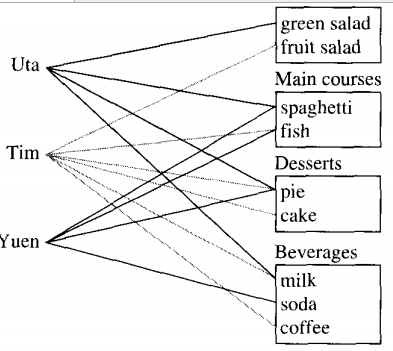 green salad
fruit salad
Uta
Main courses
spaghetti
fish
Tim
Desserts
pie
cake
Yuen
Beverages
milk
soda
coffee